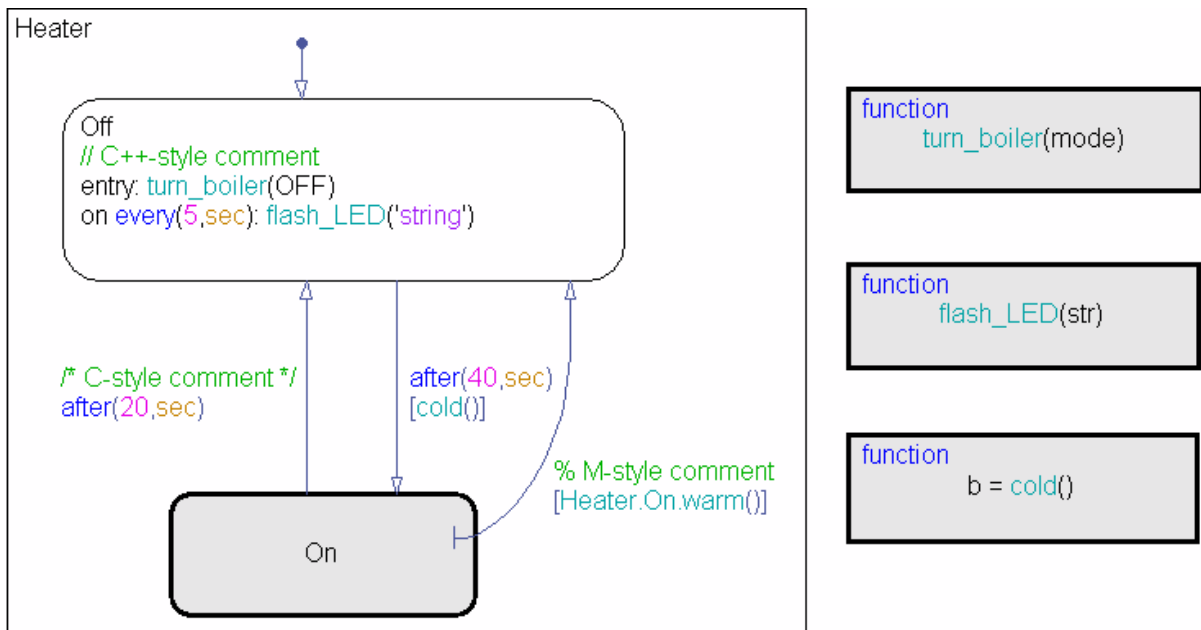 Heater
Off
// C++-style comment
entry: turn_boiler(OFF)
on every(5,sec): flash_LED('string')
/* C-style comment */
after(20,sec)
after(40,sec)
[cold()]
% M-style comment
[Heater.On.warm()]
On
function
turn_boiler(mode)
function
flash_LED(str)
function
b = cold()